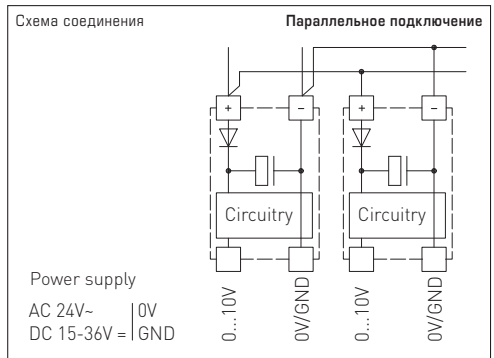 Схема соединения
Параллельное подключение
+ − + −
Circuitry
Circuitry
Power supply
AC 24V~ 0V
DC 15-36V = GND
0...10V
0V/GND
0...10V
0V/GND